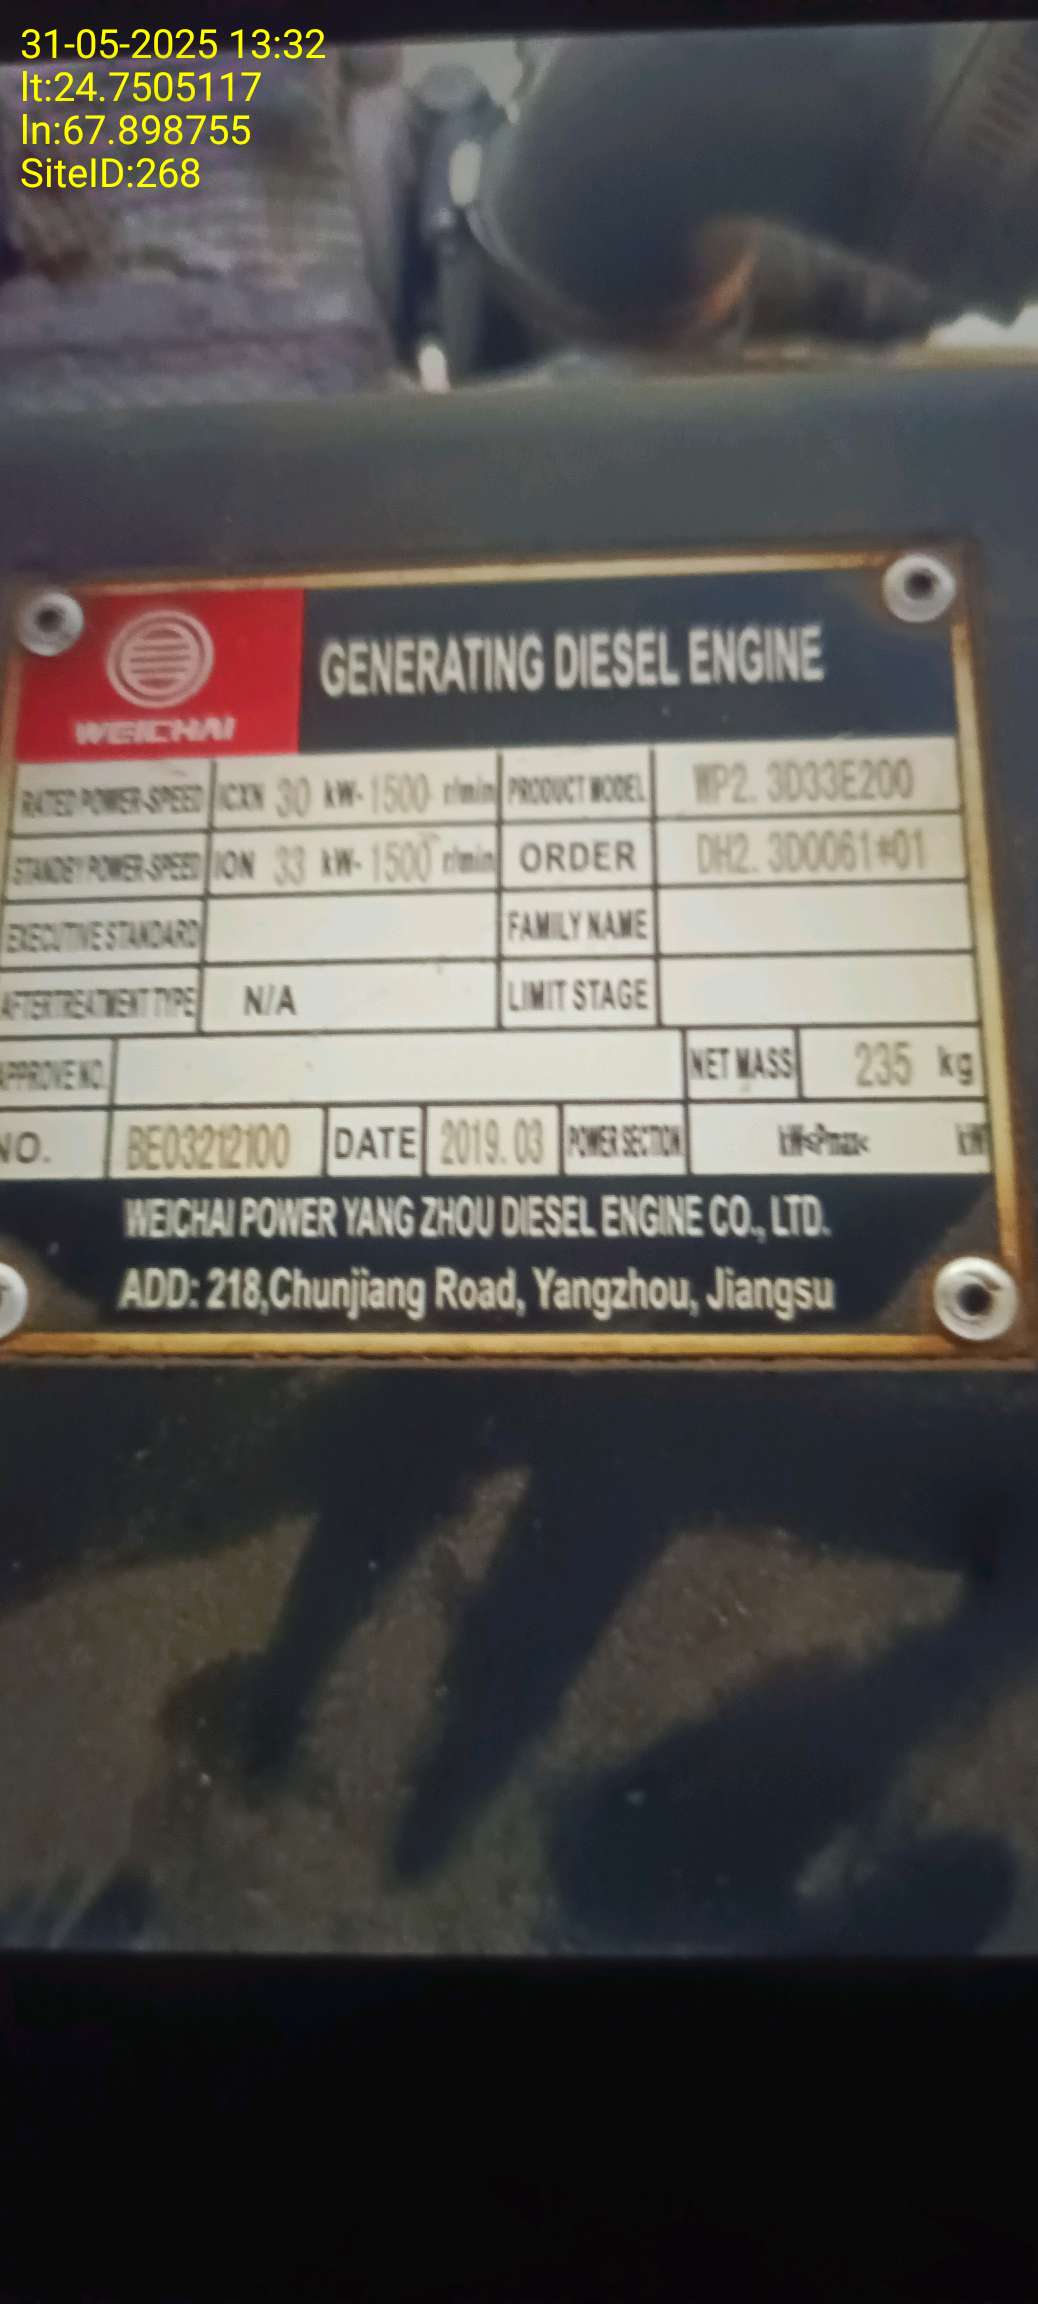 31-05-2025 13:32
lt:24.7505117
ln:67.898755
SiteID:268
WEICHAI
GENERATING DIESEL ENGINE
RATED POWER-SPEED ICXN 30 kW- 1500 r/min PRODUCT MODEL WP2. 3D33E200
STANDBY POWER-SPEED ION 33 kW- 1500 r/min ORDER DH2. 3D0061*01
EXECUTIVE STANDARD FAMILY NAME
AFTERTREATMENT TYPE N/A LIMIT STAGE
APPROVE NO. NET MASS 235 kg
NO. BE03212100 DATE 2019. 03 POWER SECTION kW<Pmax< kW
WEICHAI POWER YANG ZHOU DIESEL ENGINE CO., LTD.
ADD: 218,Chunjiang Road, Yangzhou, Jiangsu